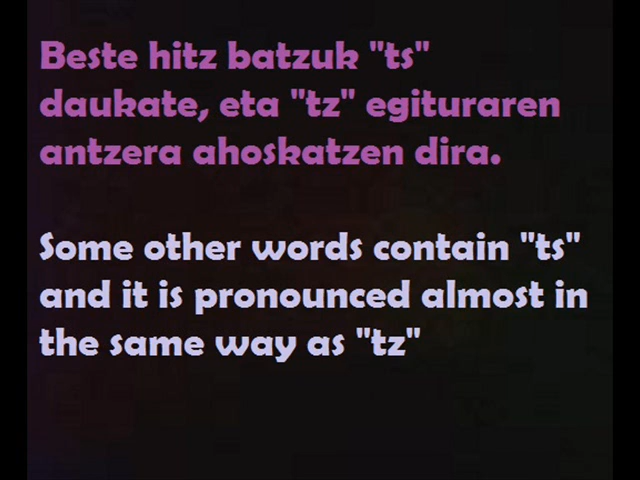 Beste hitz batzuk "ts"
daukate, eta "tz" egituraren
antzera ahoskatzen dira.
Some other words contain "ts"
and it is pronounced almost in
the same way as "tz"